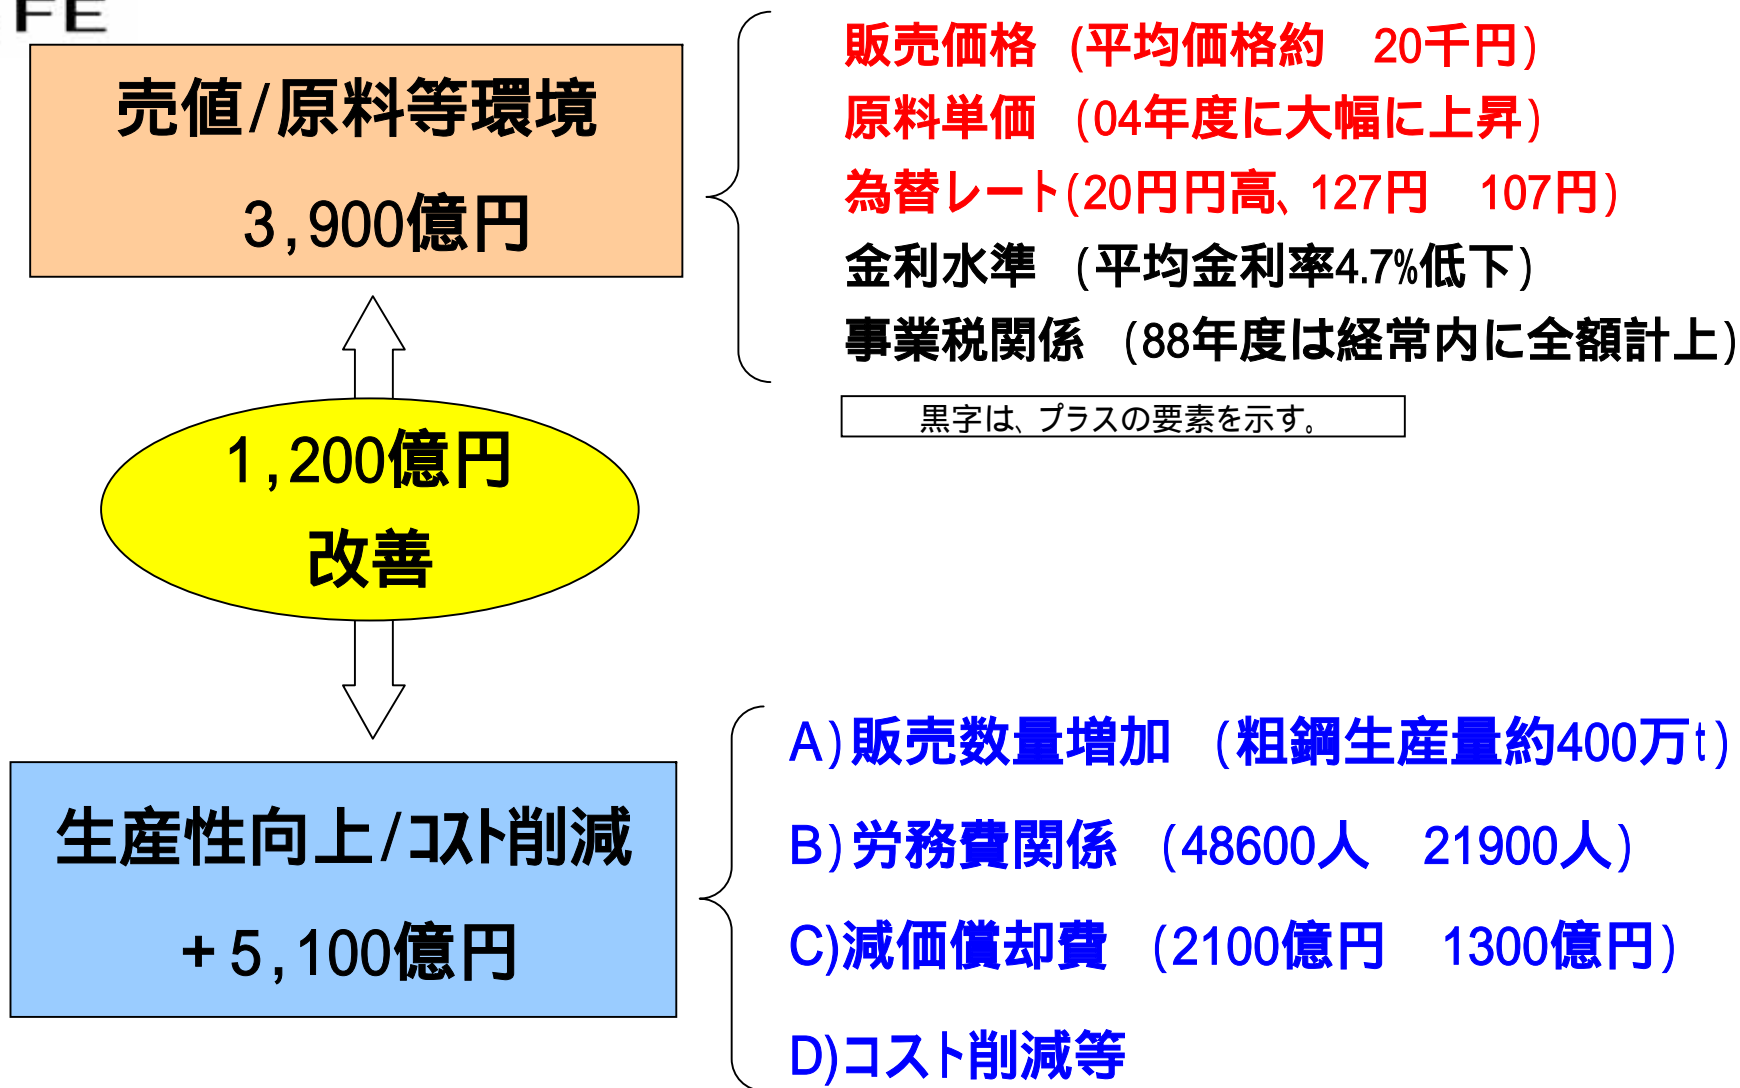 FE
売値/原料等環境
3,900億円
1,200億円
改善
生産性向上/コスト削減
+5,100億円
販売価格 (平均価格約　20千円)
原料単価 (04年度に大幅に上昇)
為替レート(20円円高、127円　107円)
金利水準 (平均金利率4.7%低下)
事業税関係 (88年度は経常内に全額計上)
黒字は、プラスの要素を示す。
A)販売数量増加 (粗鋼生産量約400万t)
B)労務費関係 (48600人　21900人)
C)減価償却費 (2100億円　1300億円)
D)コスト削減等